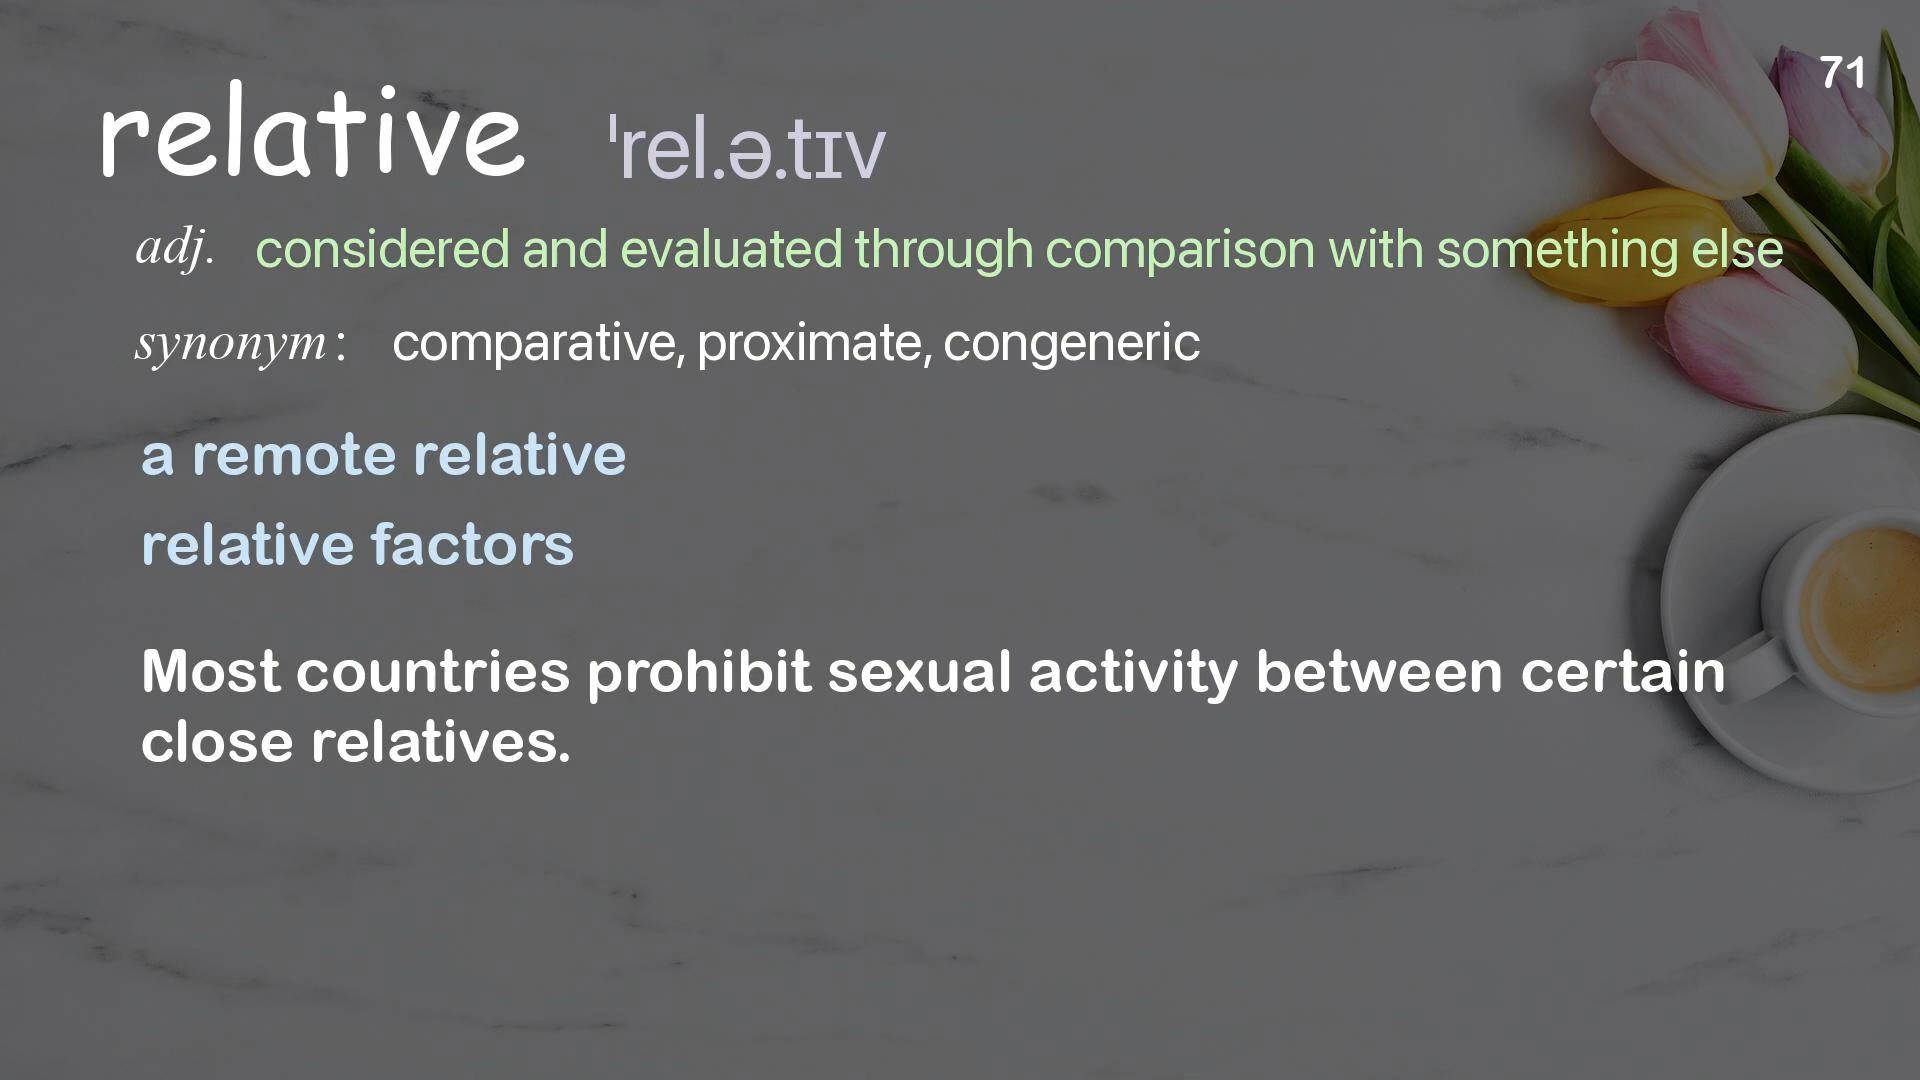 71
relative ˈrel.ə.tɪv
adj. considered and evaluated through comparison with something else
synonym: comparative, proximate, congeneric
a remote relative
relative factors
Most countries prohibit sexual activity between certain
close relatives.